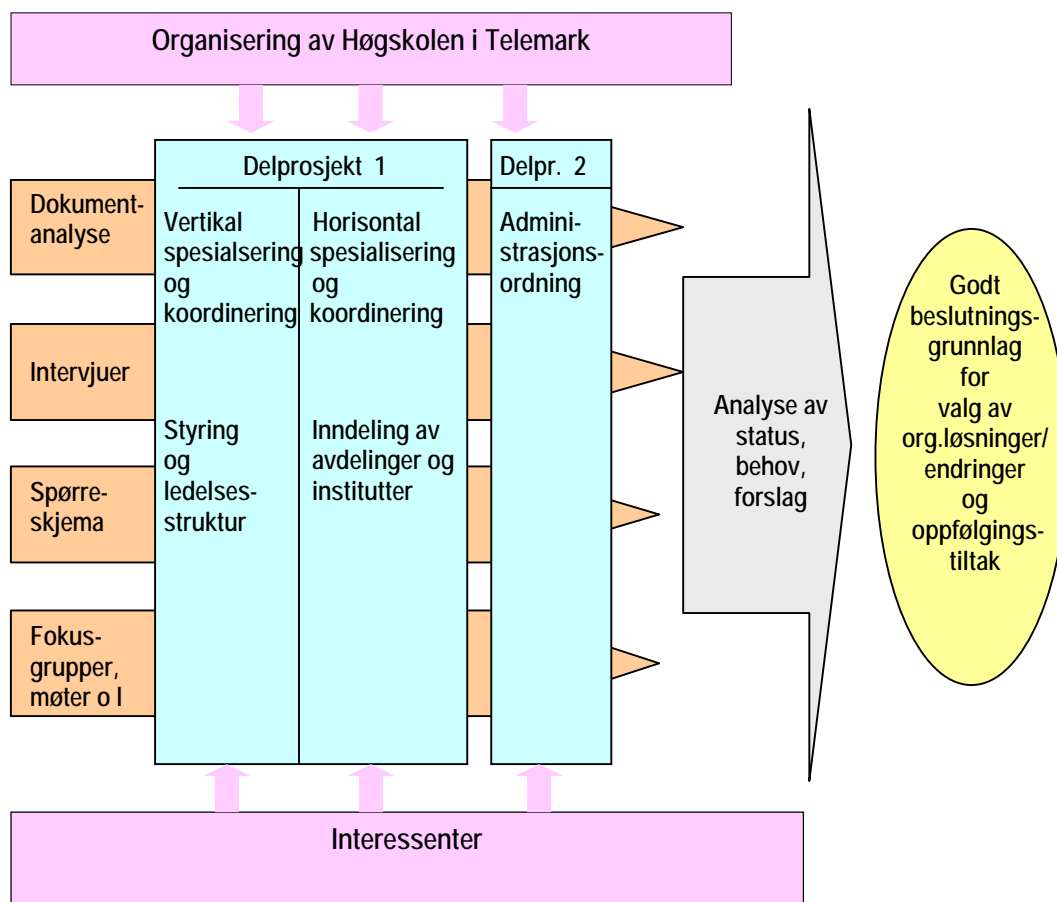 Organisering av Høgskolen i Telemark
Delprosjekt 1
Delpr. 2
Dokument-
analyse
Vertikal
spesialsering
og
koordinering
Horisontal
spesialisering
og
koordinering
Admini-
strasjons-
ordning
Intervjuer
Styring
og
ledelses-
struktur
Inndeling av
avdelinger og
institutter
Spørre-
skjema
Fokus-
grupper,
møter o l
Analyse av
status,
behov,
forslag
Godt
beslutnings-
grunnlag
for
valg av
org.løsninger/
endringer
og
oppfølgings-
tiltak
Interessenter